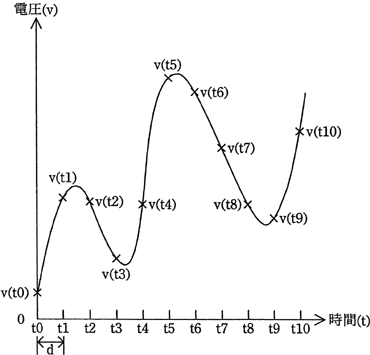 電圧(v)
v(t5)
v(t6)
v(t10)
v(t7)
v(t1)
v(t2)
v(t4)
v(t8)
v(t9)
v(t3)
v(t0)
0
t0 t1 t2 t3 t4 t5 t6 t7 t8 t9 t10
時間(t)
d